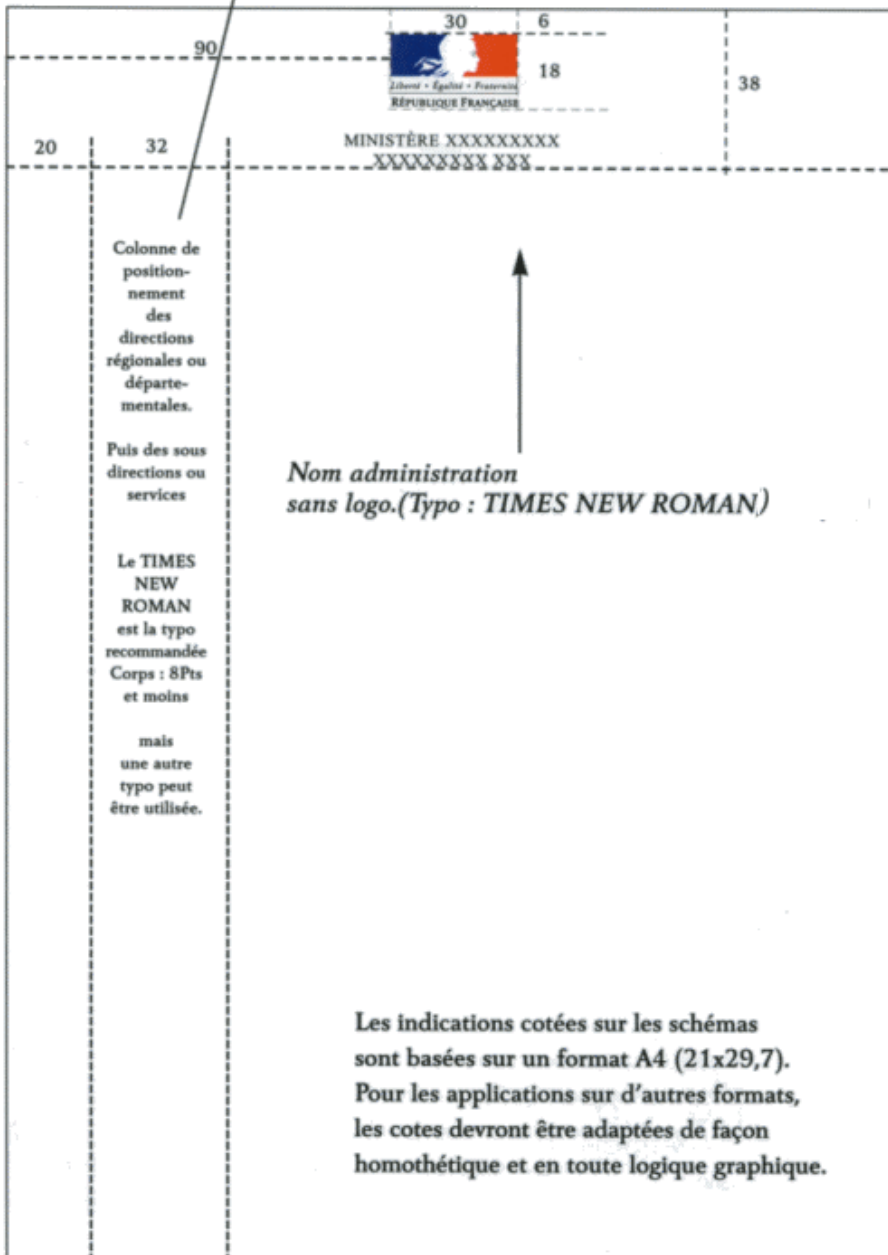 30
6
90
18
38
Liberté • Égalité • Fraternité
RÉPUBLIQUE FRANÇAISE
MINISTÈRE XXXXXXXXX
XXXXXXXXX XXX
20
32
Colonne de
position-
nement
des
directions
régionales ou
départe-
mentales.
Puis des sous
directions ou
services
Nom administration
sans logo.(Typo : TIMES NEW ROMAN)
Le TIMES
NEW
ROMAN
est la typo
recommandée
Corps : 8Pts
et moins
mais
une autre
typo peut
être utilisée.
Les indications cotées sur les schémas
sont basées sur un format A4 (21x29,7).
Pour les applications sur d'autres formats,
les cotes devront être adaptées de façon
homothétique et en toute logique graphique.